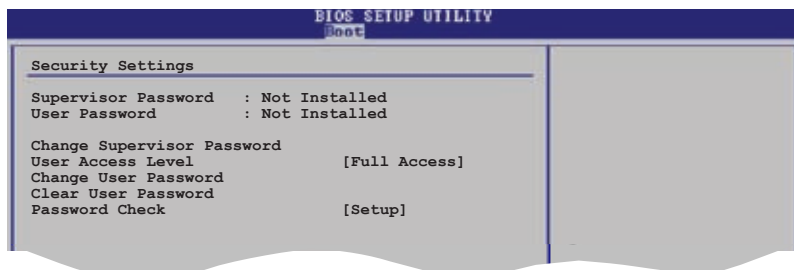 BIOS SETUP UTILITY
Boot
Security Settings
Supervisor Password : Not Installed
User Password : Not Installed
Change Supervisor Password
User Access Level [Full Access]
Change User Password
Clear User Password
Password Check [Setup]